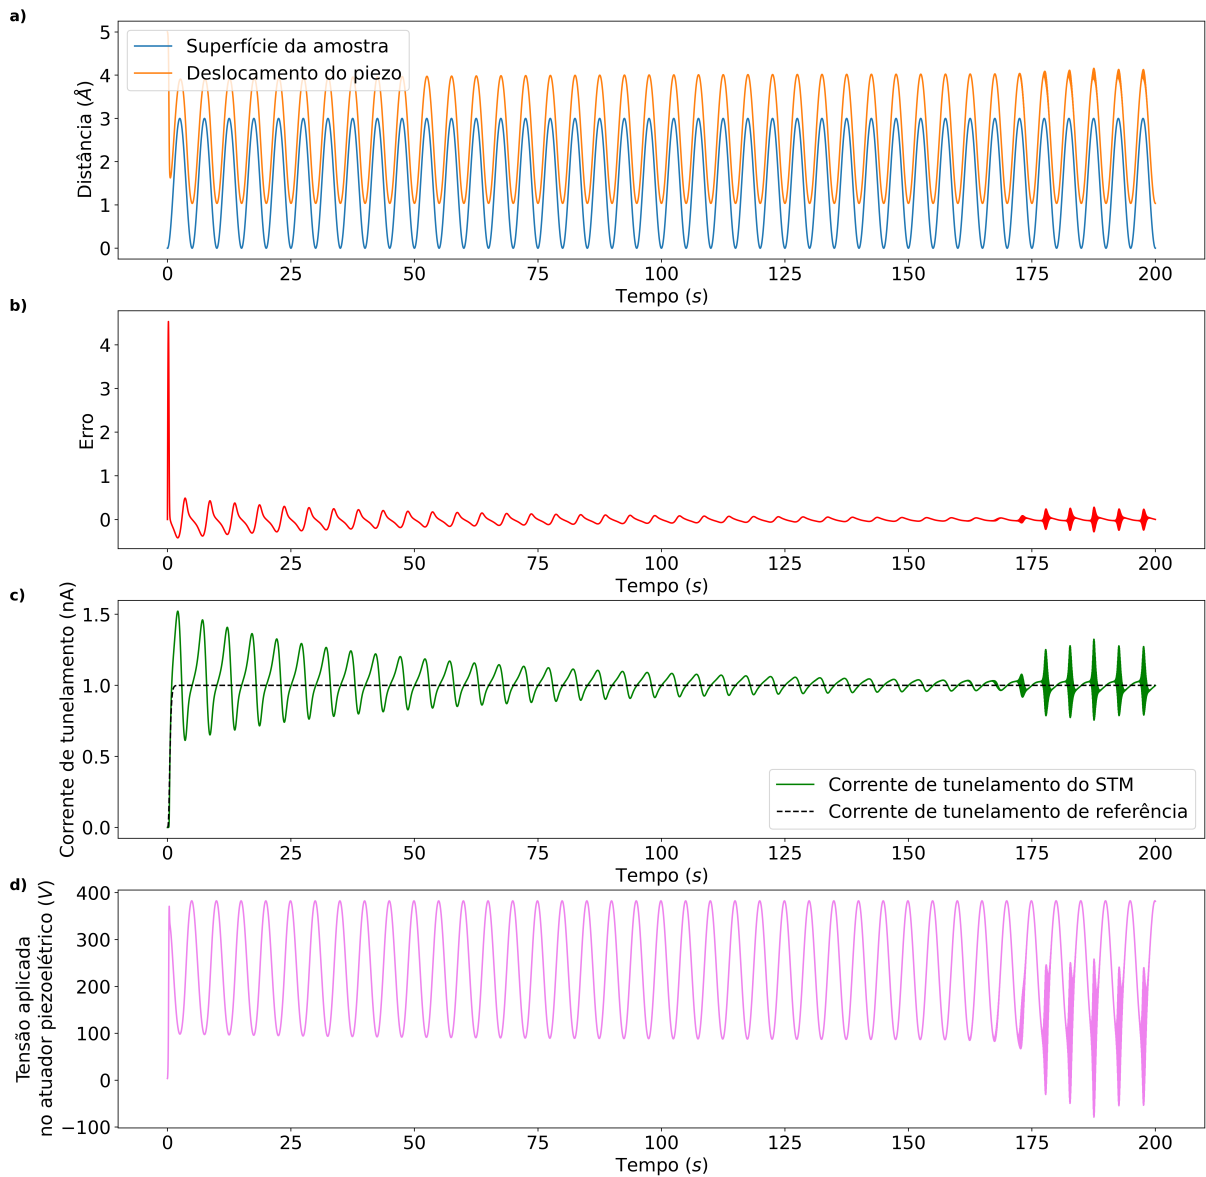 a)
5
4
3
2
1
0
Distância (Å)
Superfície da amostra
Deslocamento do piezo
0 25 50 75 100 125 150 175 200
Tempo (s)
b)
4
3
2
1
0
Erro
0 25 50 75 100 125 150 175 200
Tempo (s)
c)
1.5
1.0
0.5
0.0
Corrente de tunelamento (nA)
Corrente de tunelamento do STM
Corrente de tunelamento de referência
0 25 50 75 100 125 150 175 200
Tempo (s)
d)
400
300
200
100
0
−100
Tensão aplicada
no atuador piezoelétrico (V)
0 25 50 75 100 125 150 175 200
Tempo (s)